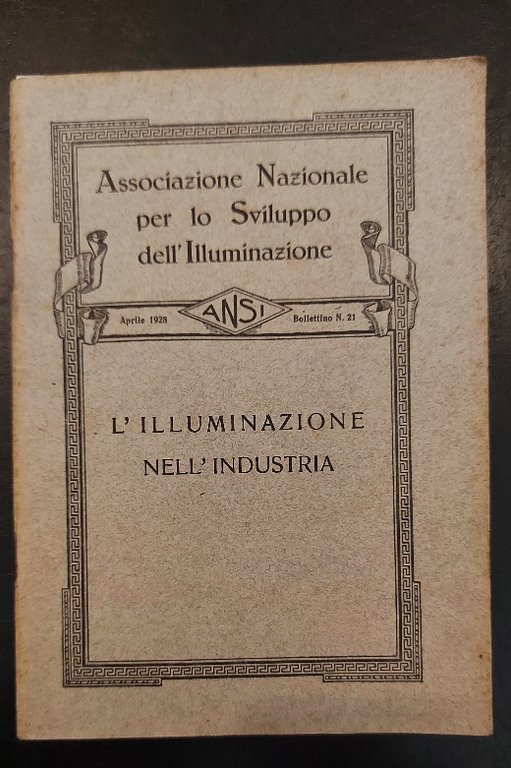 Associazione Nazionale
per lo Sviluppo
dell'Illuminazione
Aprile 1928 ANSI Bollettino N. 21
L'ILLUMINAZIONE
NELL'INDUSTRIA